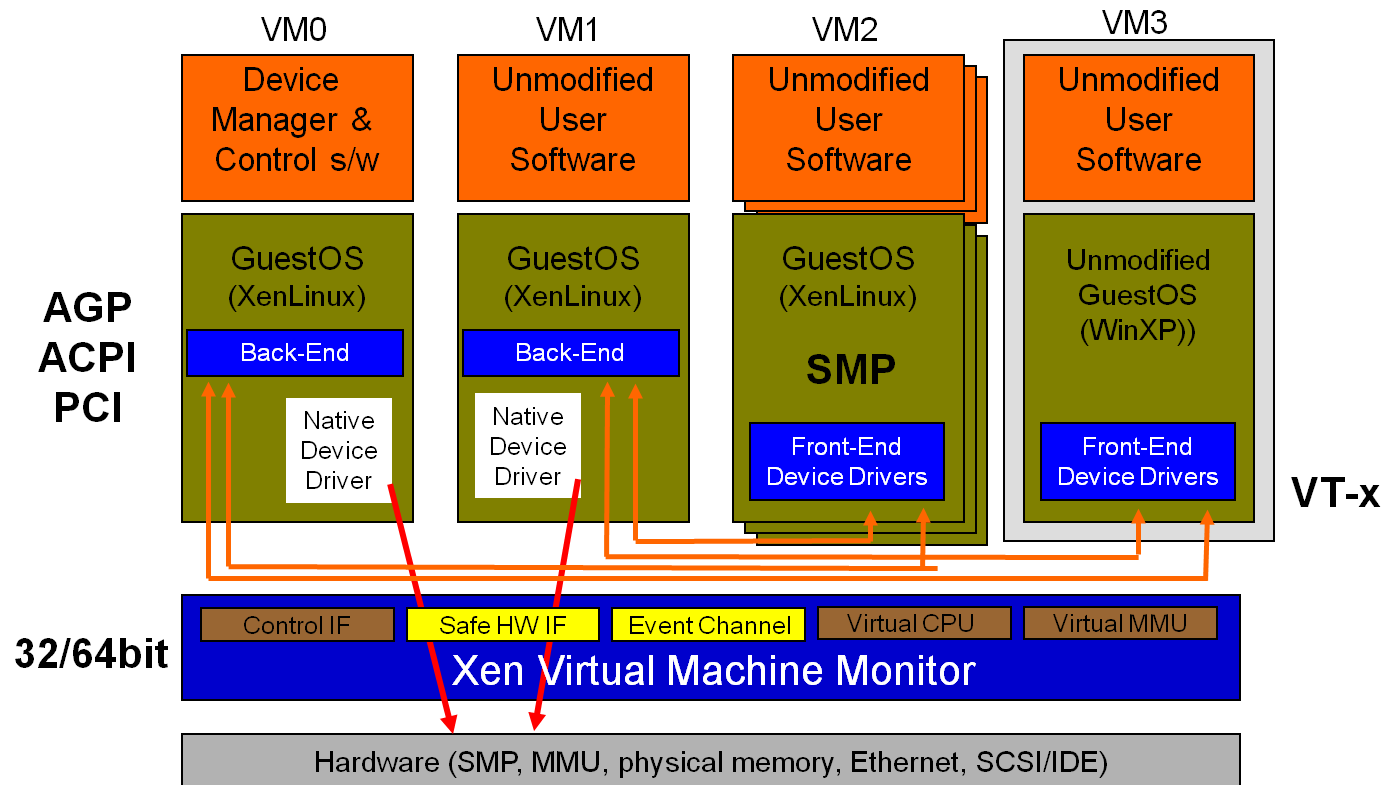 VM0
VM1
VM2
VM3
Device
Manager &
Control s/w
Unmodified
User
Software
Unmodified
User
Software
Unmodified
User
Software
GuestOS
(XenLinux)
GuestOS
(XenLinux)
GuestOS
(XenLinux)
Unmodified
GuestOS
(WinXP))
AGP
ACPI
PCI
Back-End
Back-End
SMP
Native
Device
Driver
Native
Device
Driver
Front-End
Device Drivers
Front-End
Device Drivers
VT-x
32/64bit
Control IF
Safe HW IF
Event Channel
Virtual CPU
Virtual MMU
Xen Virtual Machine Monitor
Hardware (SMP, MMU, physical memory, Ethernet, SCSI/IDE)